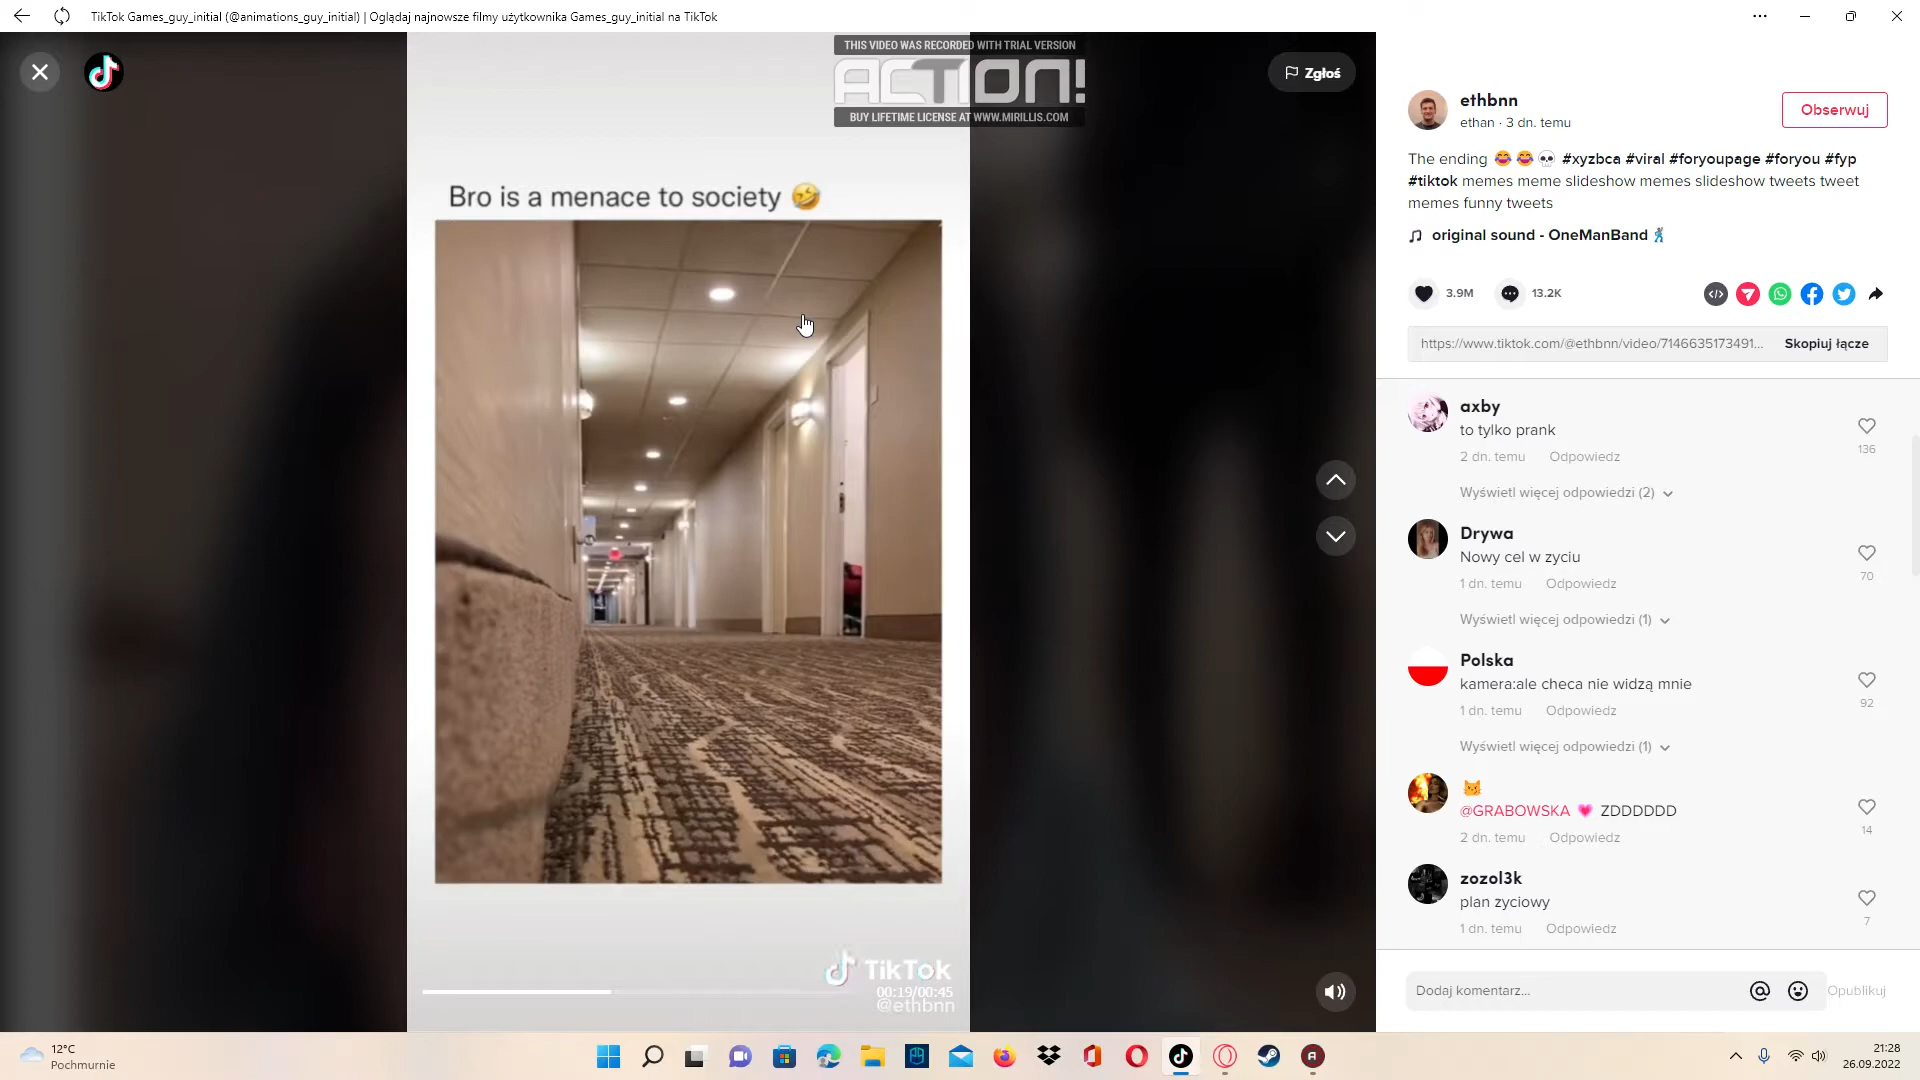 TikTok Games_guy_initial (@animations_guy_initial) | Oglądaj najnowsze filmy użytkownika Games_guy_initial na TikTok
THIS VIDEO WAS RECORDED WITH TRIAL VERSION
ACTION!
BUY LIFETIME LICENSE AT WWW.MIRILLIS.COM
Zgłoś
Bro is a menace to society 🤣
TikTok
00:19/00:45
@ethbnn
ethbnn
ethan · 3 dn. temu
Obserwuj
The ending 😂😂💀 #xyzbca #viral #foryoupage #foryou #fyp
#tiktok memes meme slideshow memes slideshow tweets tweet
memes funny tweets
original sound - OneManBand🕺
3.9M 13.2K
https://www.tiktok.com/@ethbnn/video/7146635173491... Skopiuj łącze
axby
to tylko prank
2 dn. temu Odpowiedz
136
Wyświetl więcej odpowiedzi (2)
Drywa
Nowy cel w zyciu
1 dn. temu Odpowiedz
70
Wyświetl więcej odpowiedzi (1)
Polska
kamera:ale checa nie widzą mnie
1 dn. temu Odpowiedz
92
Wyświetl więcej odpowiedzi (1)
😼
@GRABOWSKA 💗 ZDDDDDD
2 dn. temu Odpowiedz
14
zozol3k
plan zyciowy
1 dn. temu Odpowiedz
7
Dodaj komentarz... Opublikuj
12°C
Pochmurnie
21:28
26.09.2022